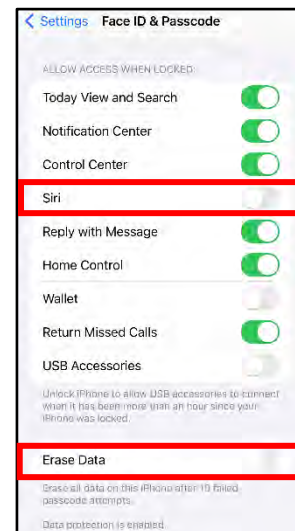 Settings Face ID & Passcode
ALLOW ACCESS WHEN LOCKED:
Today View and Search
Notification Center
Control Center
Siri
Reply with Message
Home Control
Wallet
Return Missed Calls
USB Accessories
Unlock iPhone to allow USB accessories to connect
when it has been more than an hour since your
iPhone was locked.
Erase Data
Erase all data on this iPhone after 10 failed
passcode attempts.
Data protection is enabled.